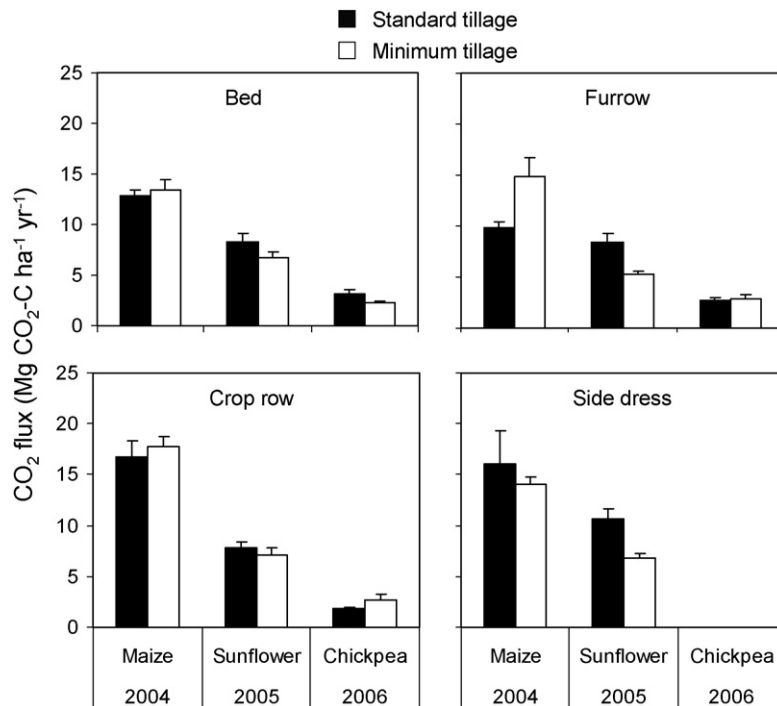 Standard tillage
Minimum tillage
CO₂ flux (Mg CO₂-C ha⁻¹ yr⁻¹)
25
20
15
10
5
0
Bed
Furrow
25
20
15
10
5
0
Crop row
Side dress
Maize Sunflower Chickpea
2004 2005 2006
Maize Sunflower Chickpea
2004 2005 2006